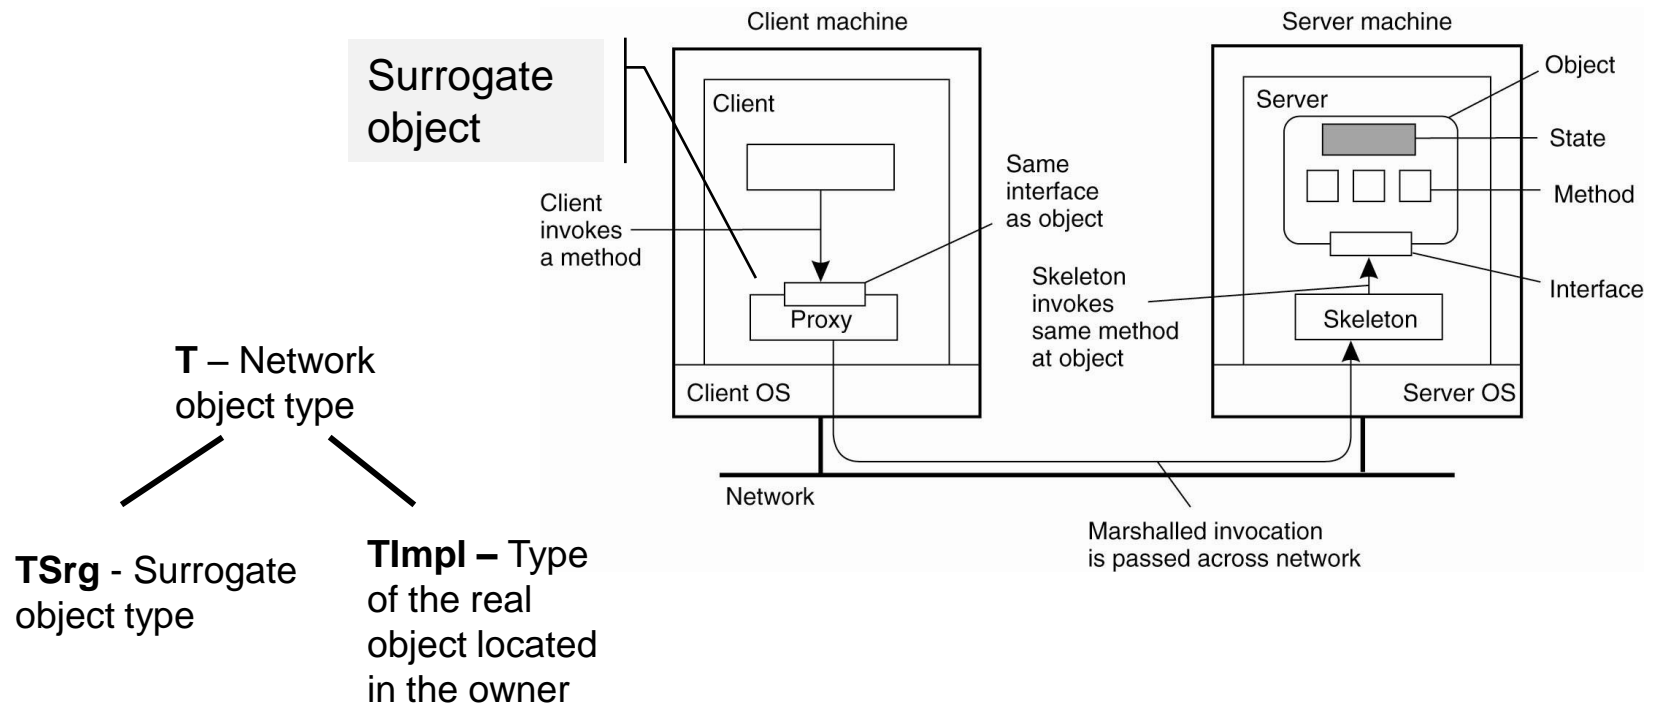 Client machine
Server machine
Surrogate
object
Object
Client
Server
State
Same
interface
as object
Method
Client
invokes
a method
Skeleton
invokes
same method
at object
Interface
Proxy
Skeleton
T – Network
object type
Client OS
Server OS
Network
Marshalled invocation
is passed across network
TSrg - Surrogate
object type
TImpl – Type
of the real
object located
in the owner